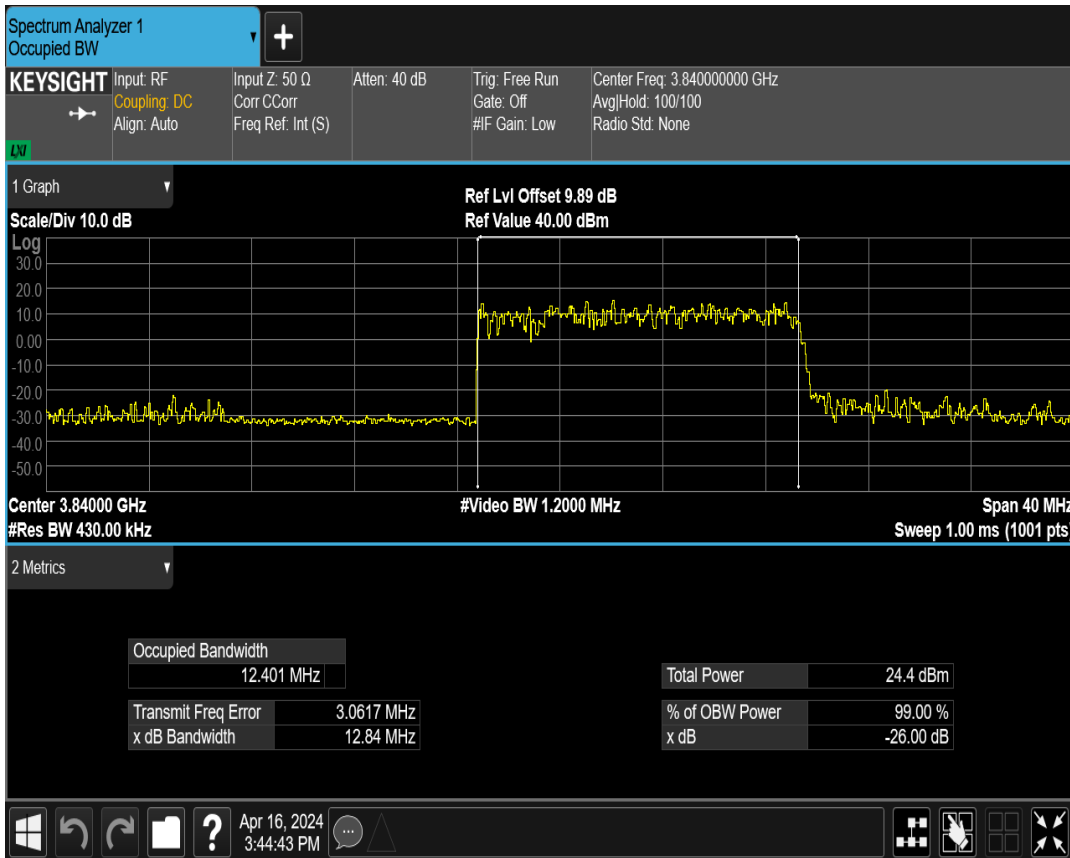 Spectrum Analyzer 1
Occupied BW
+
KEYSIGHT
LXI
Input: RF
Coupling: DC
Align: Auto
Input Z: 50 Ω
Corr CCorr
Freq Ref: Int (S)
Atten: 40 dB
Trig: Free Run
Gate: Off
#IF Gain: Low
Center Freq: 3.840000000 GHz
Avg|Hold: 100/100
Radio Std: None
1 Graph
Scale/Div 10.0 dB
Ref Lvl Offset 9.89 dB
Ref Value 40.00 dBm
Log
30.0
20.0
10.0
0.00
-10.0
-20.0
-30.0
-40.0
-50.0
Center 3.84000 GHz
#Res BW 430.00 kHz
#Video BW 1.2000 MHz
Span 40 MHz
Sweep 1.00 ms (1001 pts)
2 Metrics
Occupied Bandwidth
12.401 MHz
Transmit Freq Error 3.0617 MHz
x dB Bandwidth 12.84 MHz
Total Power 24.4 dBm
% of OBW Power 99.00 %
x dB -26.00 dB
?
Apr 16, 2024
3:44:43 PM